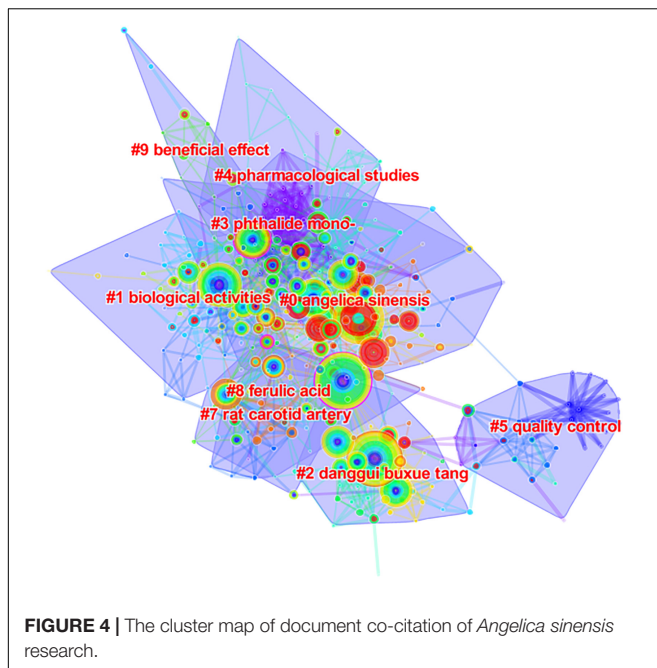 #9 beneficial effect
#4 pharmacological studies
#3 phthalide mono-
#1 biological activities
#0 angelica sinensis
#8 ferulic acid
#7 rat carotid artery
#5 quality control
#2 danggui buxue tang
FIGURE 4 | The cluster map of document co-citation of Angelica sinensis
research.